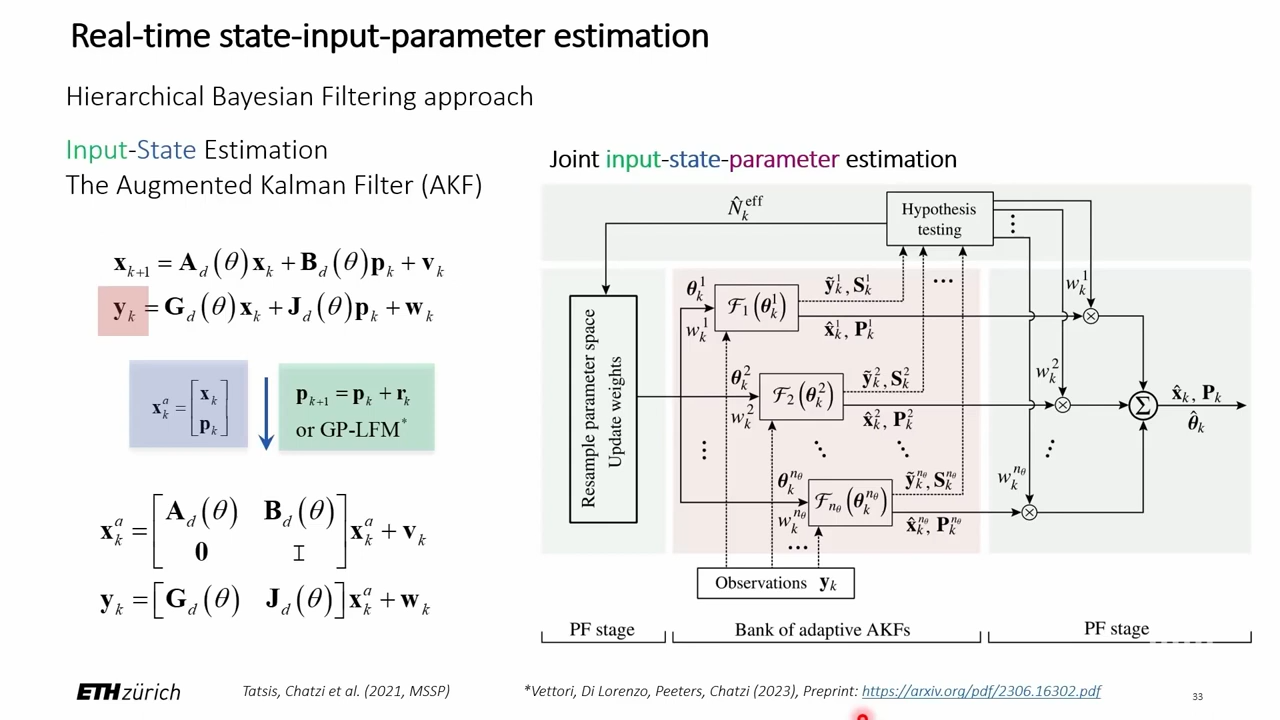 Real-time state-input-parameter estimation
Hierarchical Bayesian Filtering approach
Input-State Estimation
The Augmented Kalman Filter (AKF)
x_{k+1} = A_d(θ)x_k + B_d(θ)p_k + v_k
y_k = G_d(θ)x_k + J_d(θ)p_k + w_k
x_k^a = [x_k
p_k]
p_{k+1} = p_k + r_k
or GP-LFM*
x_k^a = [A_d(θ) B_d(θ)
0 I] x_k^a + v_k
y_k = [G_d(θ) J_d(θ)] x_k^a + w_k
Joint input-state-parameter estimation
N̂_k^eff
Hypothesis
testing
⋮
Resample parameter space
Update weights
θ_k^1
w_k^1
ℱ_1(θ_k^1)
ỹ_k^1, S_k^1
x̂_k^1, P_k^1
...
w_k^1
θ_k^2
w_k^2
ℱ_2(θ_k^2)
ỹ_k^2, S_k^2
x̂_k^2, P_k^2
w_k^2
⋮
⋱
⋱
⋰
θ_k^{n_θ}
w_k^{n_θ}
ℱ_{n_θ}(θ_k^{n_θ})
ỹ_k^{n_θ}, S_k^{n_θ}
x̂_k^{n_θ}, P_k^{n_θ}
w_k^{n_θ}
...
Σ
x̂_k, P_k
θ̂_k
Observations y_k
PF stage
Bank of adaptive AKFs
PF stage
ETH zürich
Tatsis, Chatzi et al. (2021, MSSP)
*Vettori, Di Lorenzo, Peeters, Chatzi (2023), Preprint: https://arxiv.org/pdf/2306.16302.pdf
33